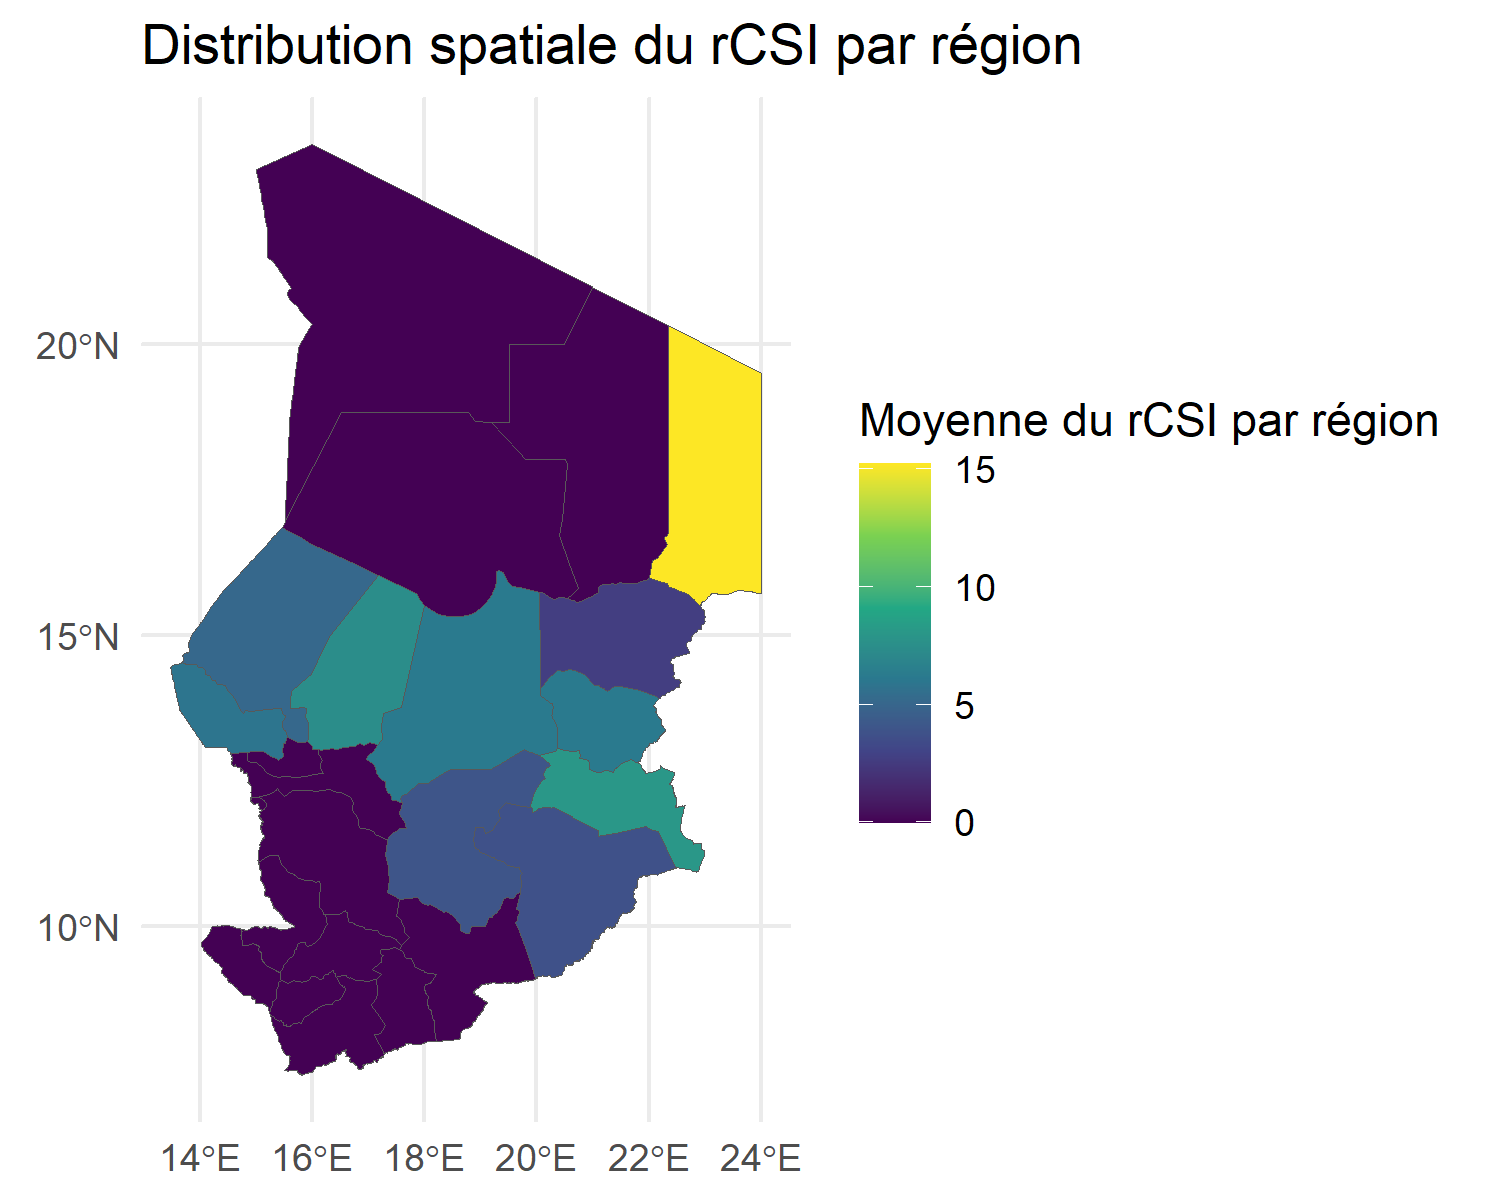 Distribution spatiale du rCSI par région
20°N
15°N
10°N
14°E 16°E 18°E 20°E 22°E 24°E
Moyenne du rCSI par région
15
10
5
0